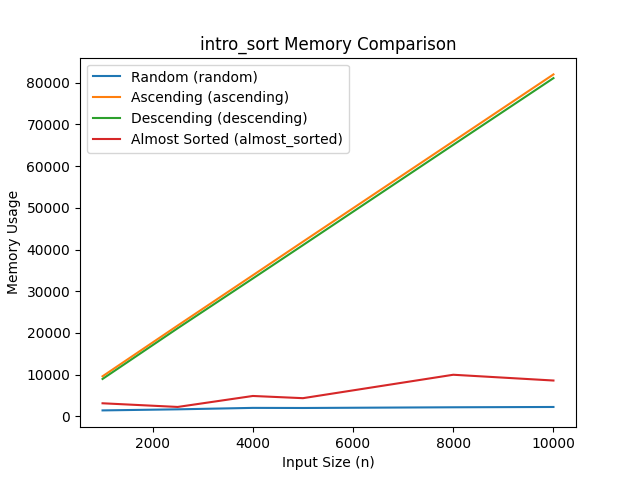 intro_sort Memory Comparison
Random (random)
Ascending (ascending)
Descending (descending)
Almost Sorted (almost_sorted)
Memory Usage
80000
70000
60000
50000
40000
30000
20000
10000
0
2000
4000
6000
8000
10000
Input Size (n)